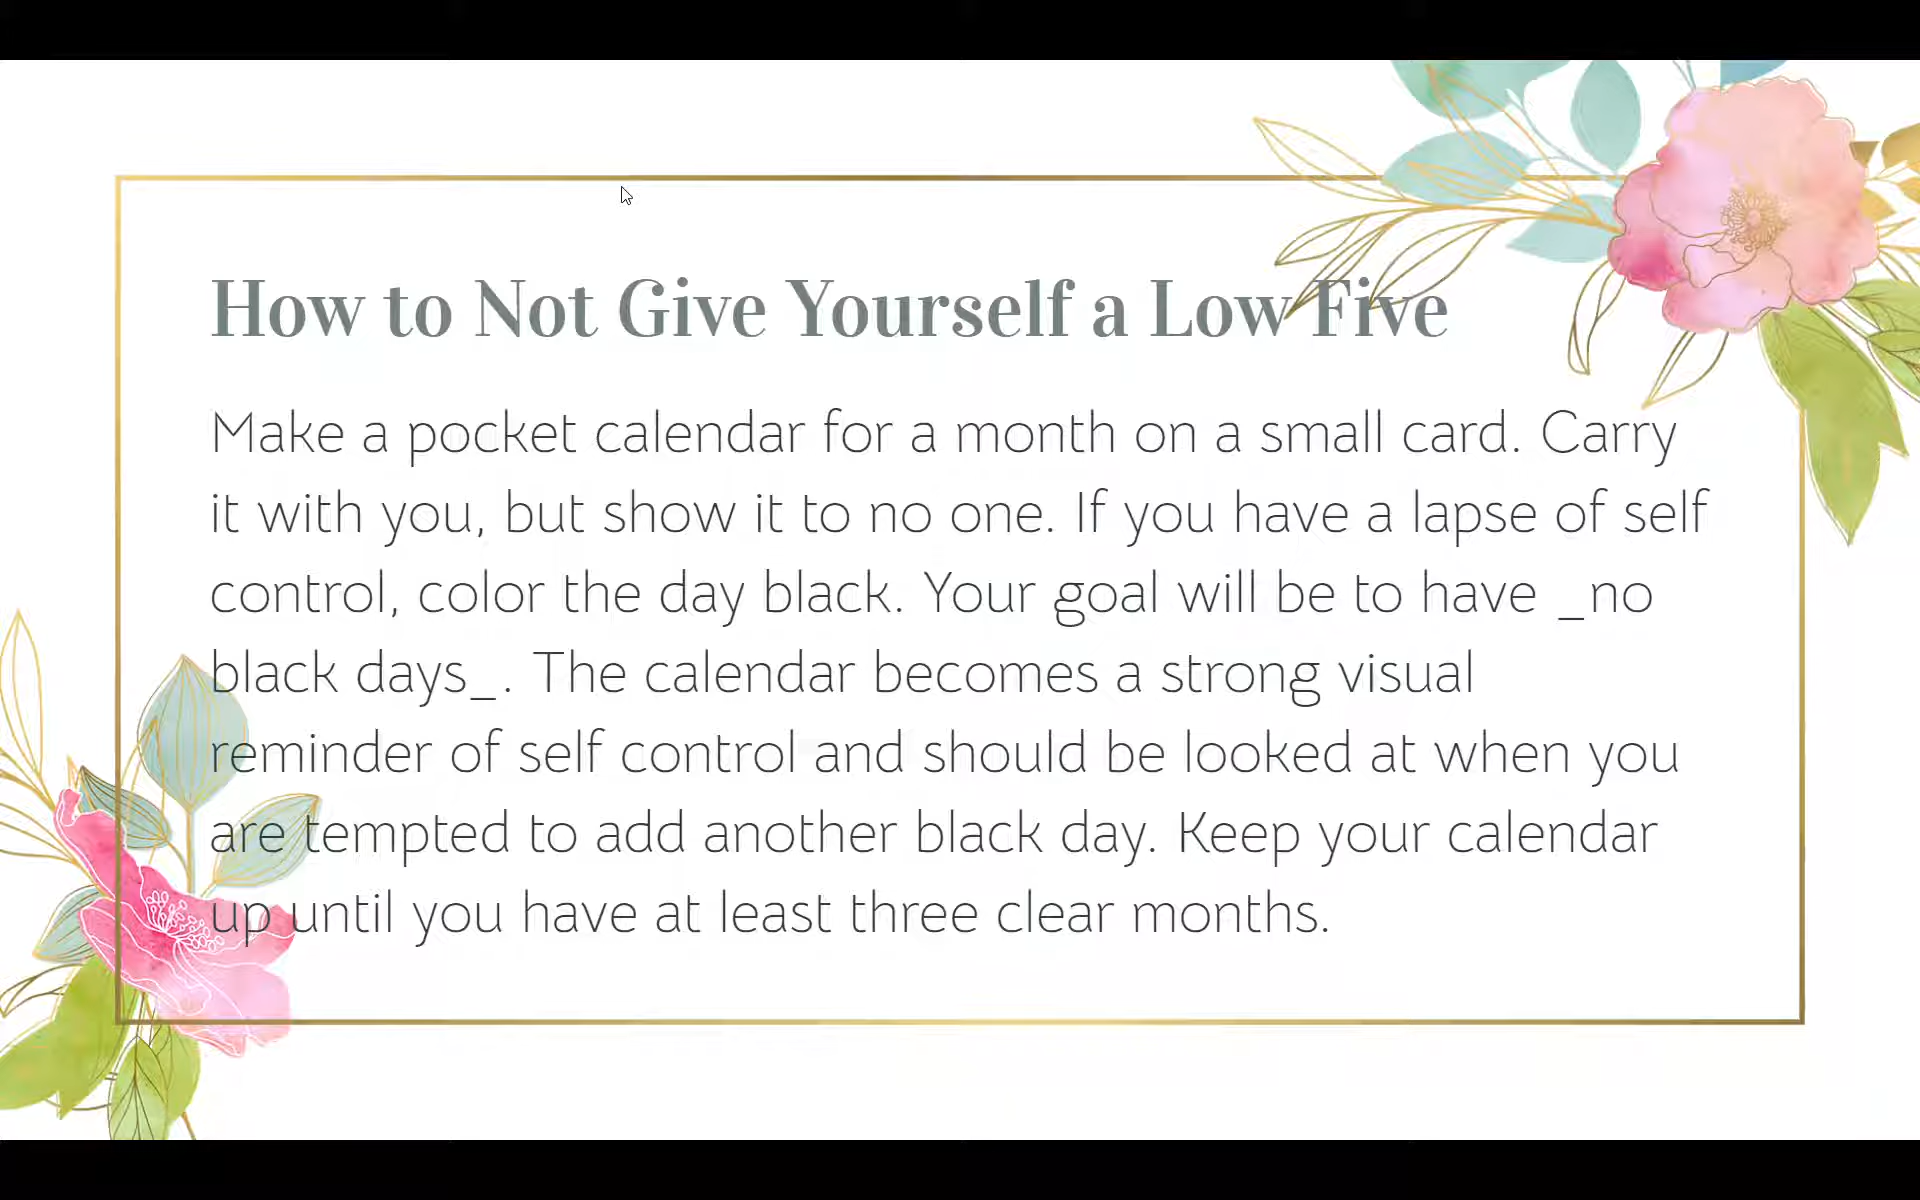 How to Not Give Yourself a Low Five
Make a pocket calendar for a month on a small card. Carry
it with you, but show it to no one. If you have a lapse of self
control, color the day black. Your goal will be to have _no
black days_. The calendar becomes a strong visual
reminder of self control and should be looked at when you
are tempted to add another black day. Keep your calendar
up until you have at least three clear months.